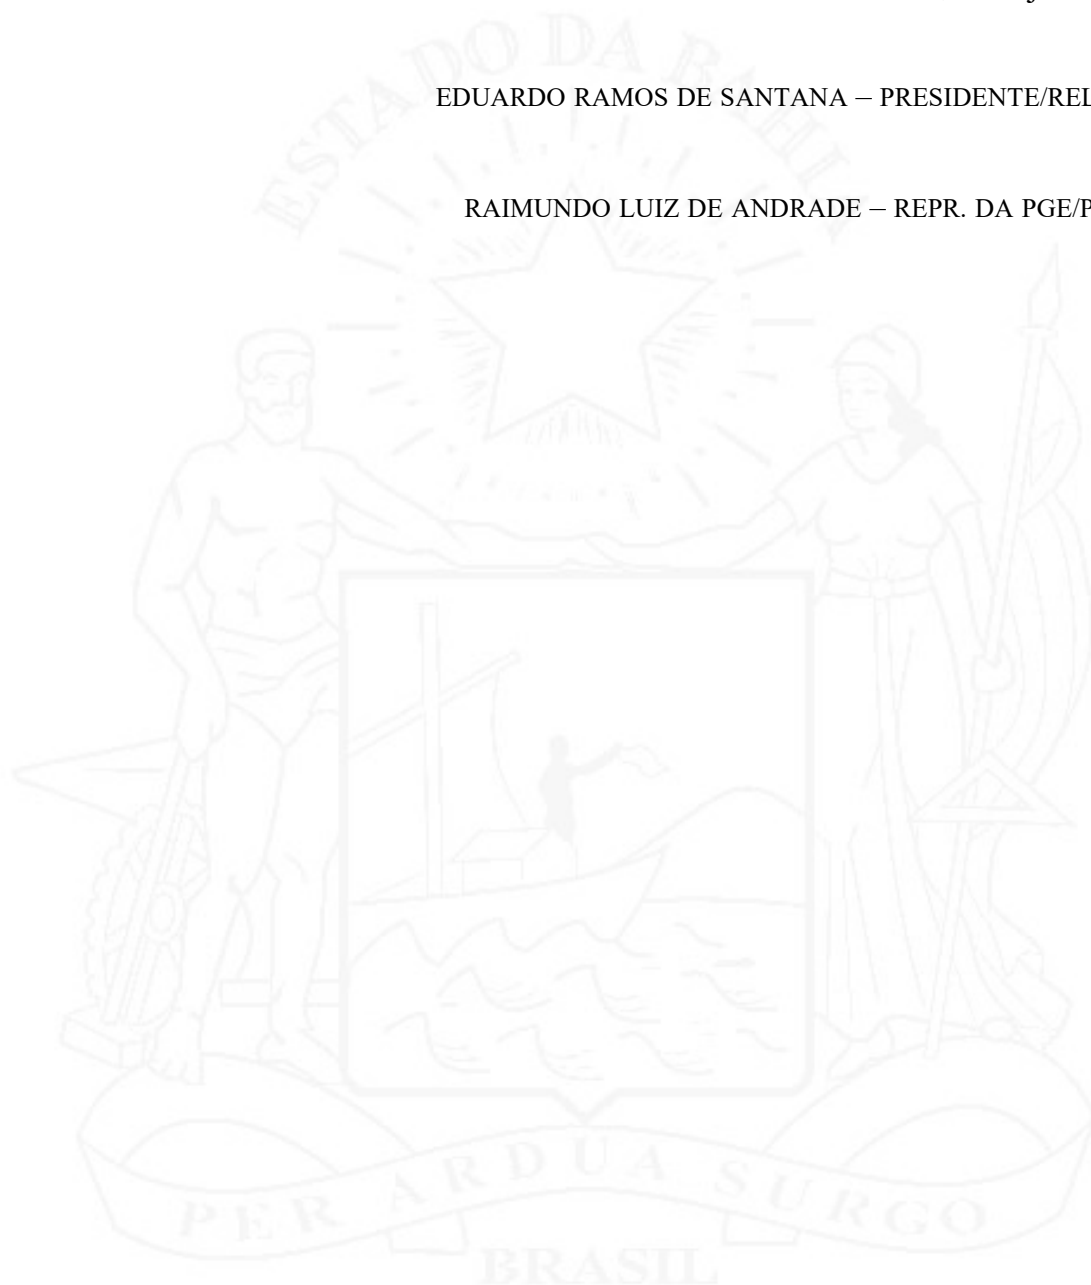 ESTADO DA BAHIA
EDUARDO RAMOS DE SANTANA – PRESIDENTE/REL
RAIMUNDO LUIZ DE ANDRADE – REPR. DA PGE/P
PER ARDUA SURGO
BRASIL